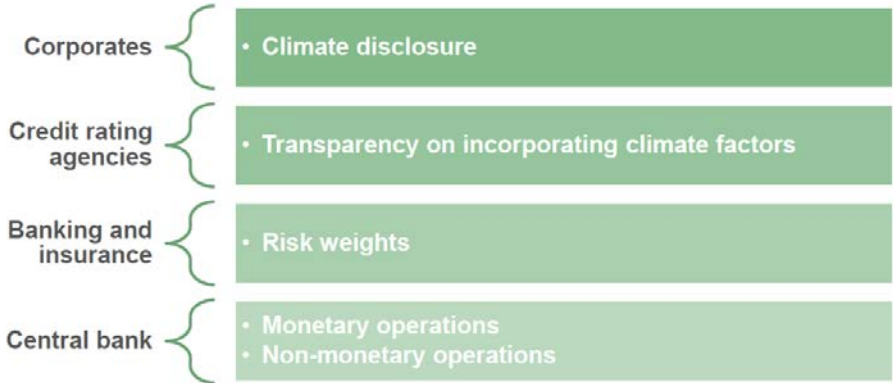 Corporates
• Climate disclosure
Credit rating
agencies
• Transparency on incorporating climate factors
Banking and
insurance
• Risk weights
Central bank
• Monetary operations
• Non-monetary operations